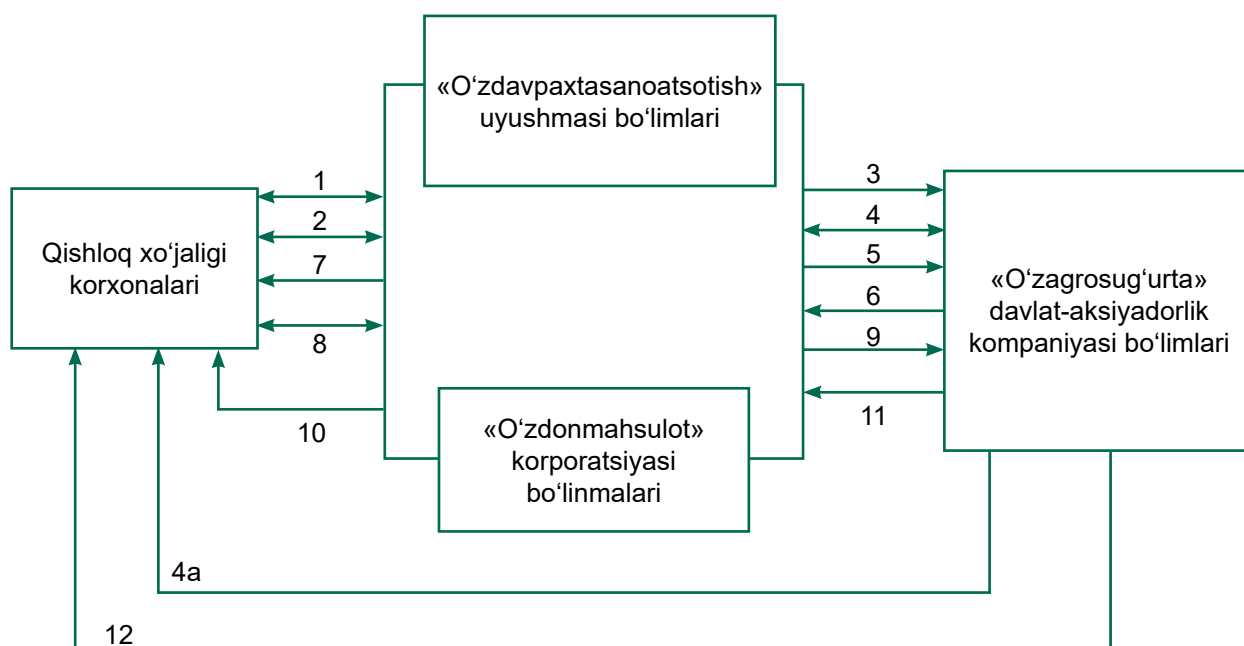 «O‘zdavpaxtasanoatsotish»
uyushmasi bo‘limlari
Qishloq xo‘jaligi
korxonalari
1
2
7
8
10
3
4
5
6
9
11
«O‘zagrosug‘urta»
davlat-aksiyadorlik
kompaniyasi bo‘limlari
«O‘zdonmahsulot»
korporatsiyasi
bo‘linmalari
4a
12